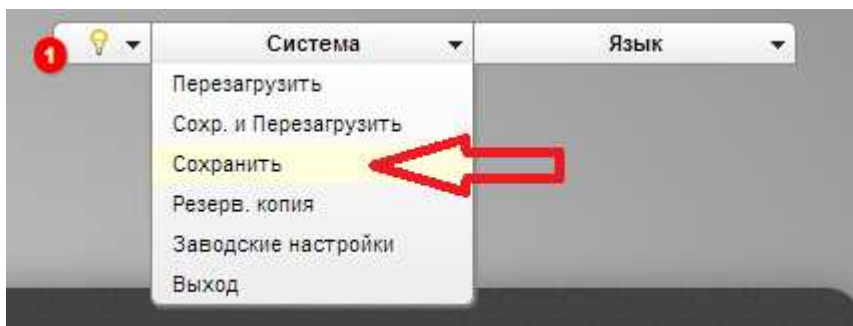 1 Система Язык
Перезагрузить
Сохр. и Перезагрузить
Сохранить
Резерв. копия
Заводские настройки
Выход